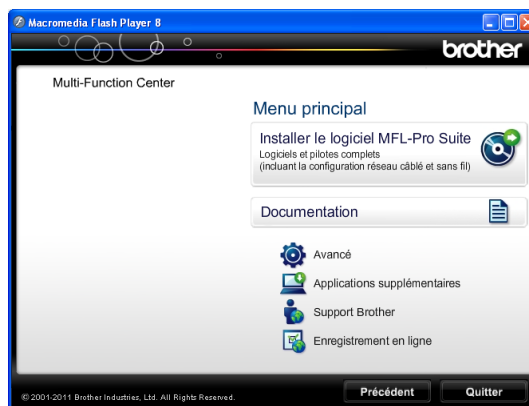 Macromedia Flash Player 8
brother
Multi-Function Center
Menu principal
Installer le logiciel MFL-Pro Suite
Logiciels et pilotes complets
(incluant la configuration réseau câblé et sans fil)
Documentation
Avancé
Applications supplémentaires
Support Brother
Enregistrement en ligne
© 2001-2011 Brother Industries, Ltd. All Rights Reserved.
Précédent
Quitter